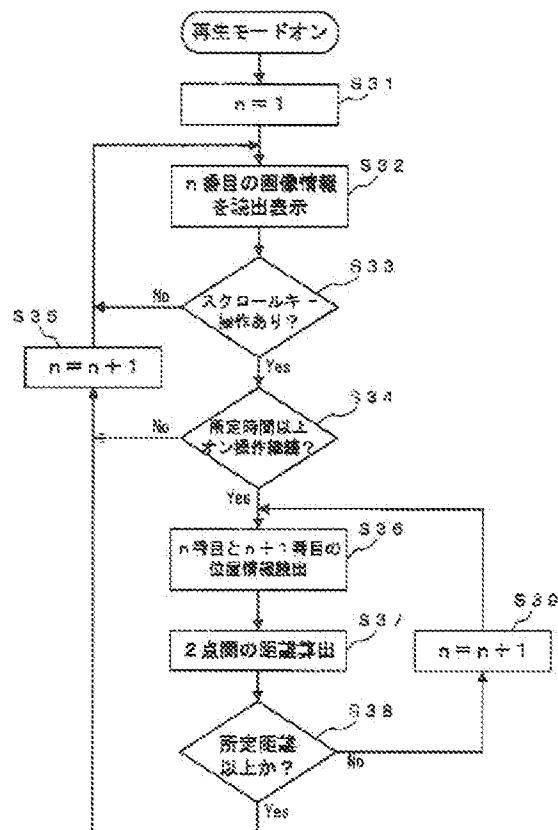 再生モードオン
S31
n=1
S32
n番目の画像情報
を読出表示
S33
スクロールキー
操作あり?
No
S35
n=n+1
Yes
S34
所定時間以上
オン操作継続?
No
Yes
S36
n番目とn+1番目の
位置情報読出
S37
2点間の距離算出
S39
n=n+1
S38
所定距離
以上か?
No
Yes